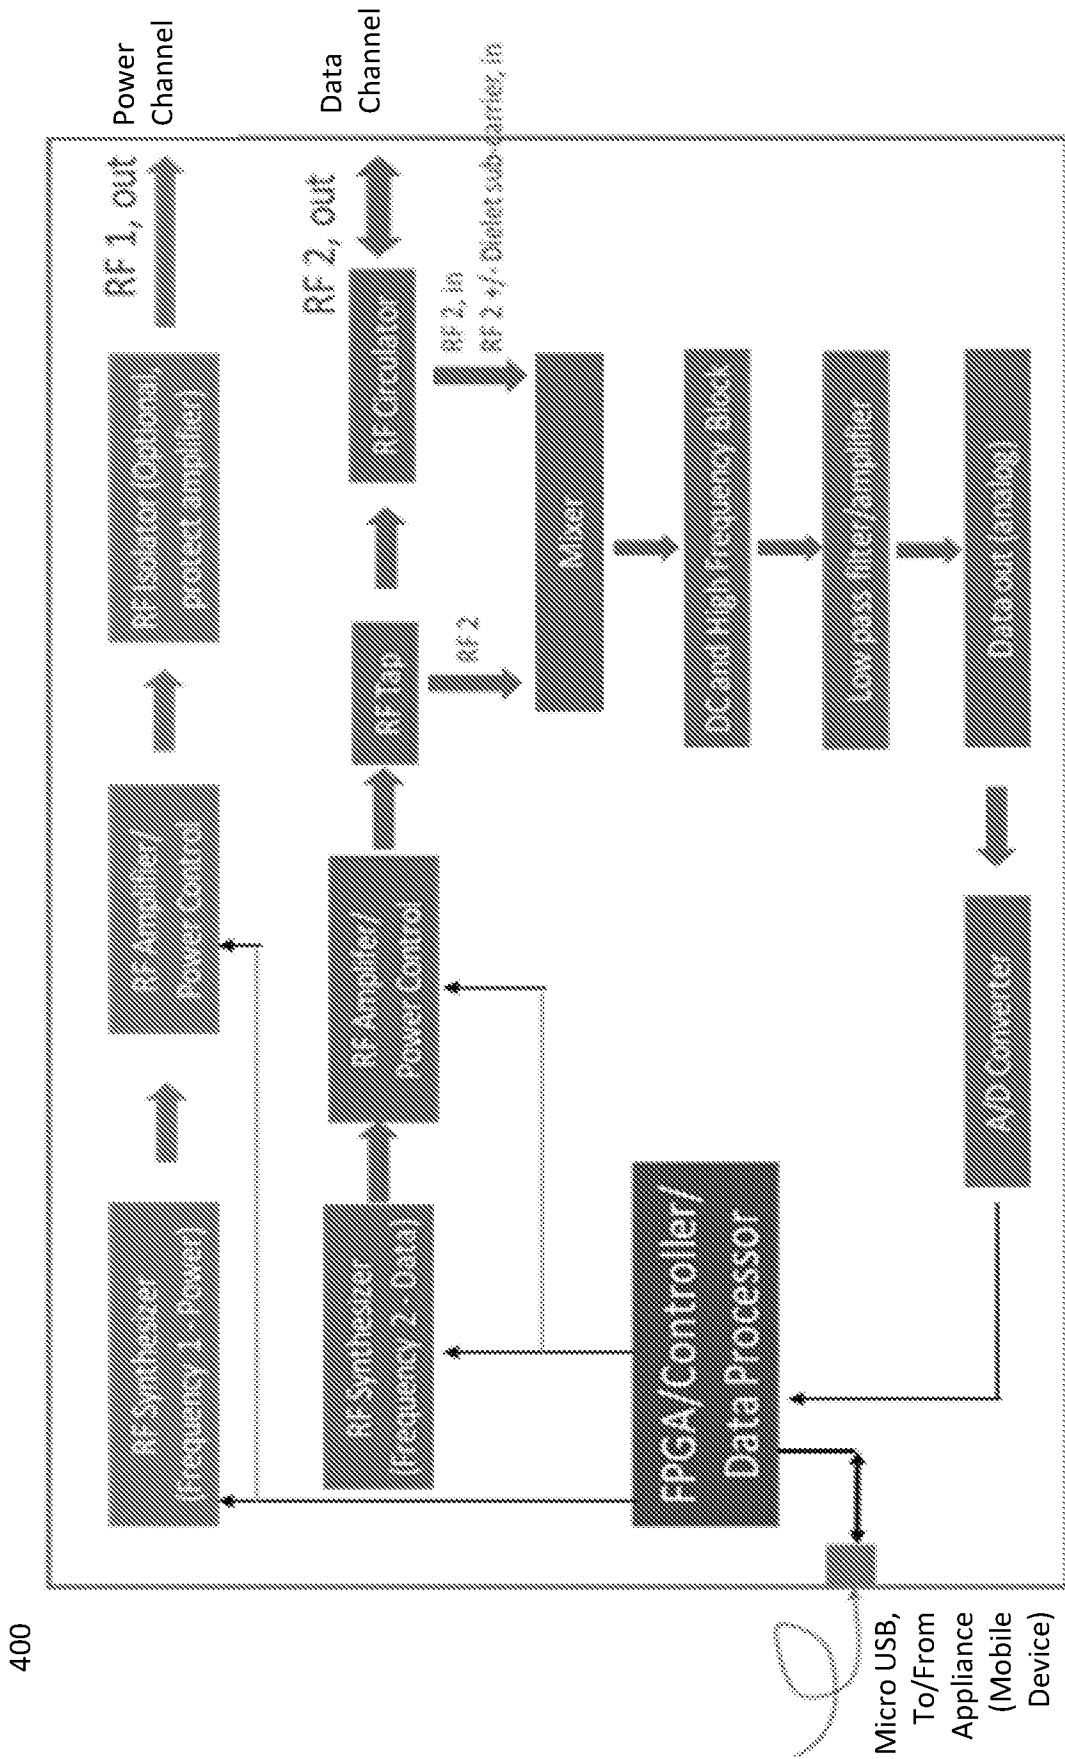 400
Power
Channel
RF 1, out
RF Isolator (Optional,
protect amplifier)
RF Amplifier/
Power Control
RF Synthesizer
(Frequency 1 - Power)
Data
Channel
RF 2, out
RF Circulator
RF Tap
RF Amplifier/
Power Control
RF Synthesizer
(Frequency 2 - Data)
RF 2, in
RF 2 +/- Dielet sub-carrier, in
RF 2
Mixer
DC and High Frequency Block
Low pass filter/amplifier
Data out (analog)
A/D Converter
FPGA/Controller/
Data Processor
Micro USB,
To/From
Appliance
(Mobile
Device)